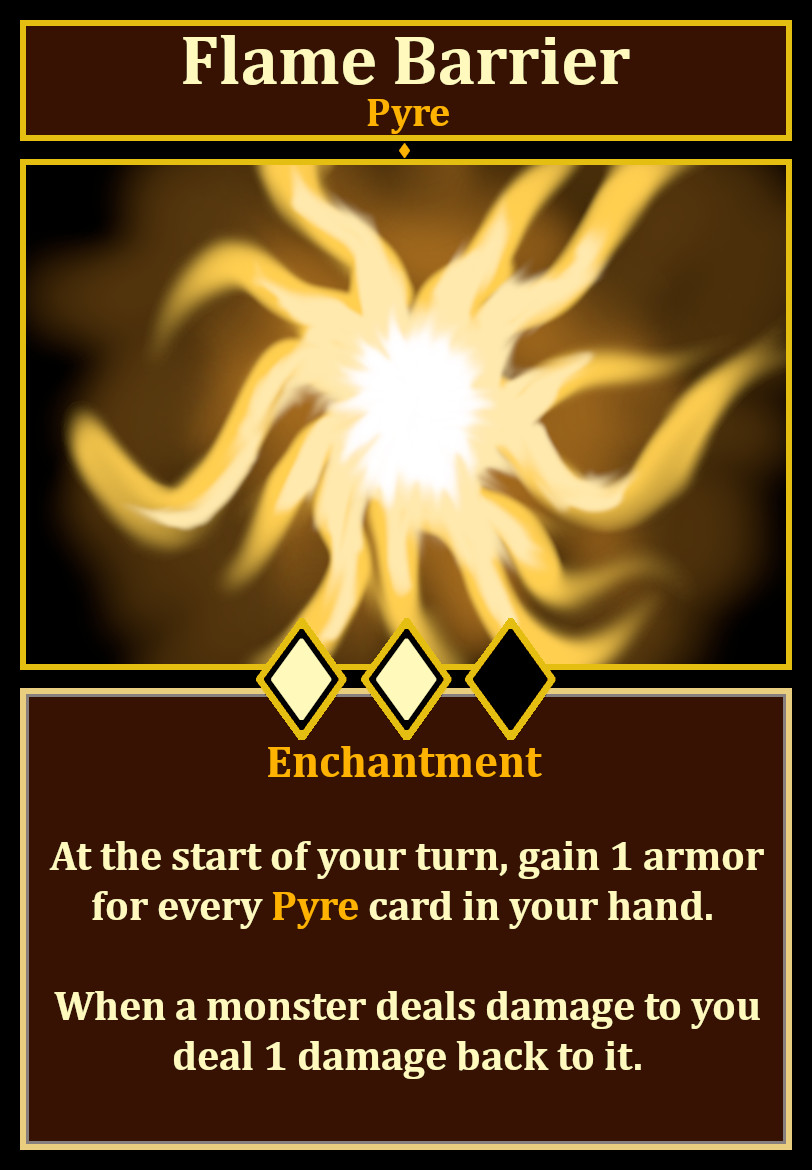 Flame Barrier
Pyre
Enchantment
At the start of your turn, gain 1 armor
for every Pyre card in your hand.
When a monster deals damage to you
deal 1 damage back to it.